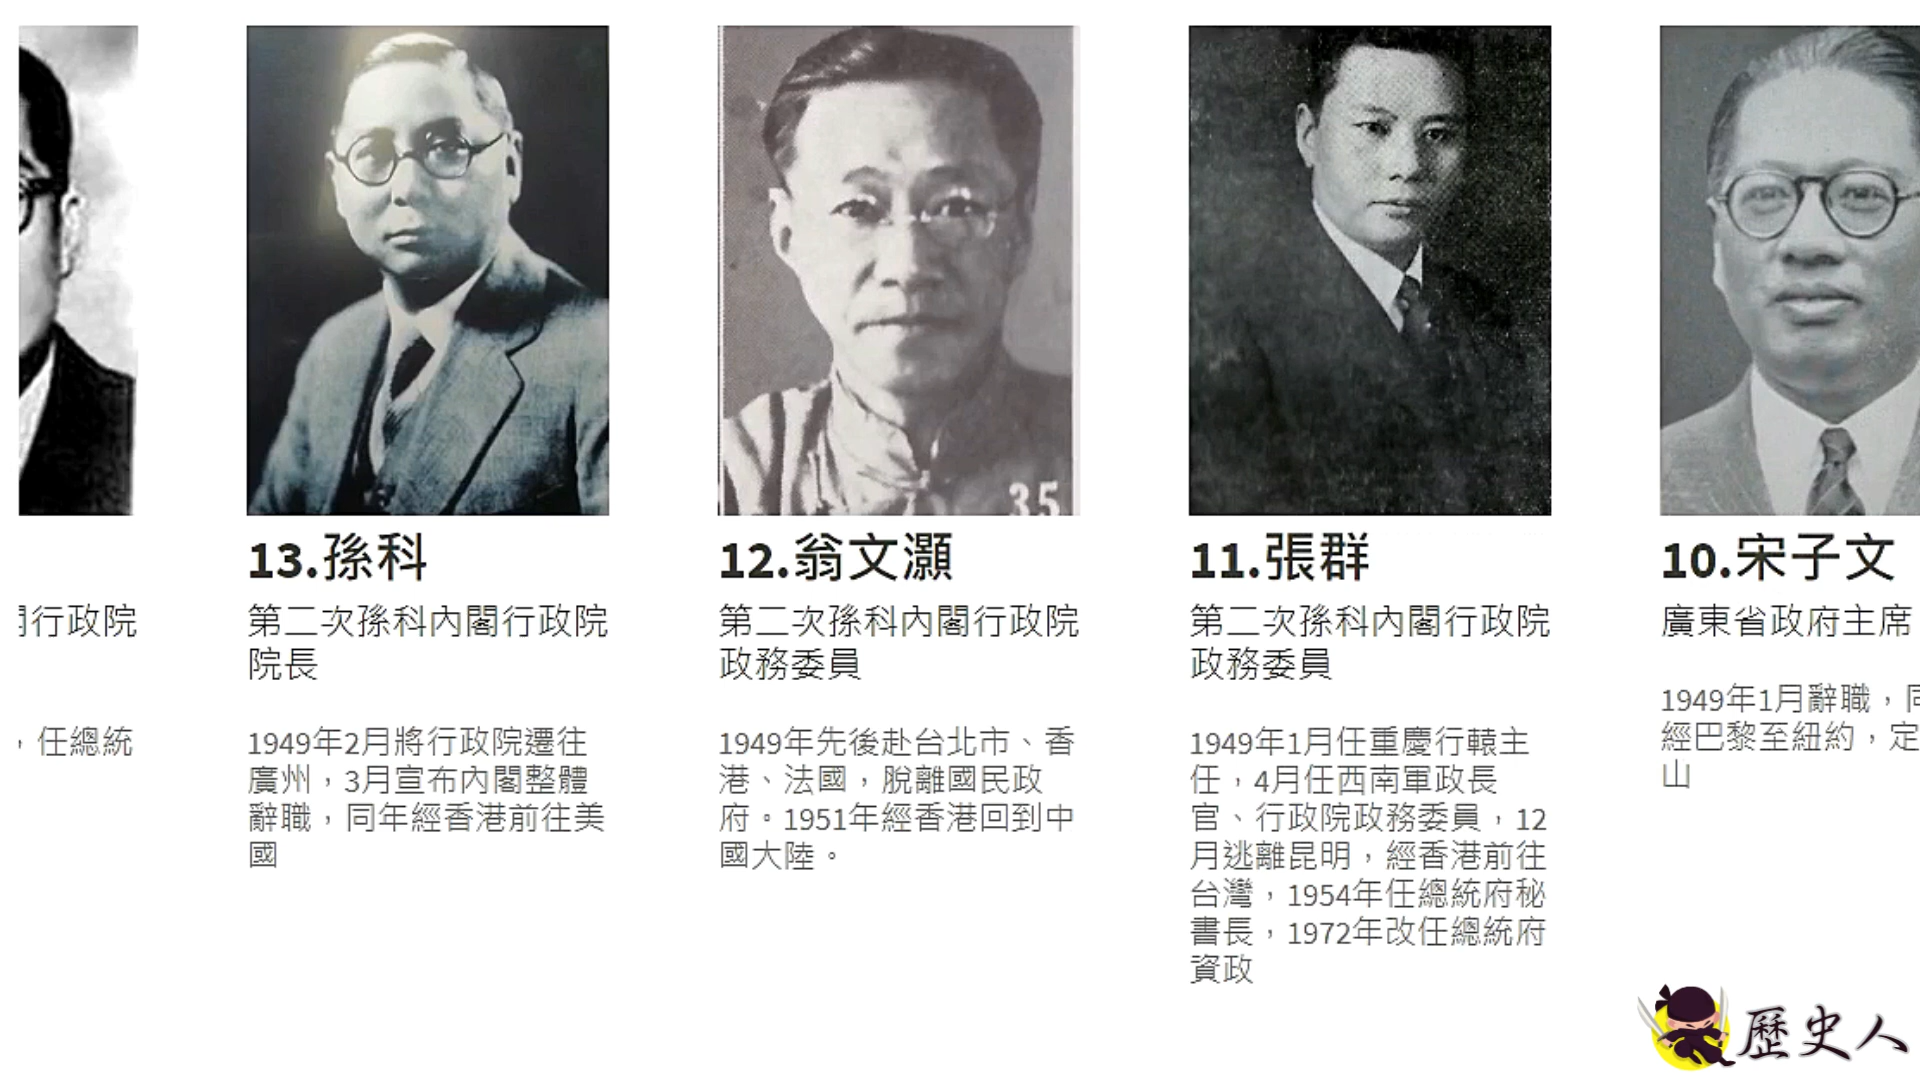 行政院
，任總統
13.孫科
第二次孫科內閣行政院
院長
1949年2月將行政院遷往
廣州，3月宣布內閣整體
辭職，同年經香港前往美
國
35
12.翁文灝
第二次孫科內閣行政院
政務委員
1949年先後赴台北市、香
港、法國，脫離國民政
府。1951年經香港回到中
國大陸。
11.張群
第二次孫科內閣行政院
政務委員
1949年1月任重慶行轅主
任，4月任西南軍政長
官、行政院政務委員，12
月逃離昆明，經香港前往
台灣，1954年任總統府秘
書長，1972年改任總統府
資政
10.宋子文
廣東省政府主席
1949年1月辭職，同
經巴黎至紐約，定
山
歷史人